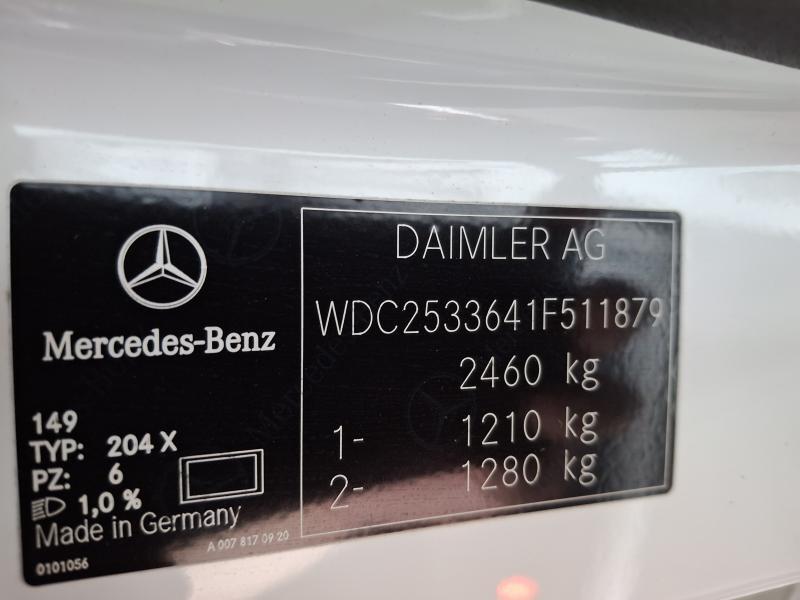 Mercedes-Benz
149
TYP: 204 X
PZ: 6
1,0 %
Made in Germany
0101056
A 007 817 09 20
DAIMLER AG
WDC2533641F511879
2460 kg
1- 1210 kg
2- 1280 kg